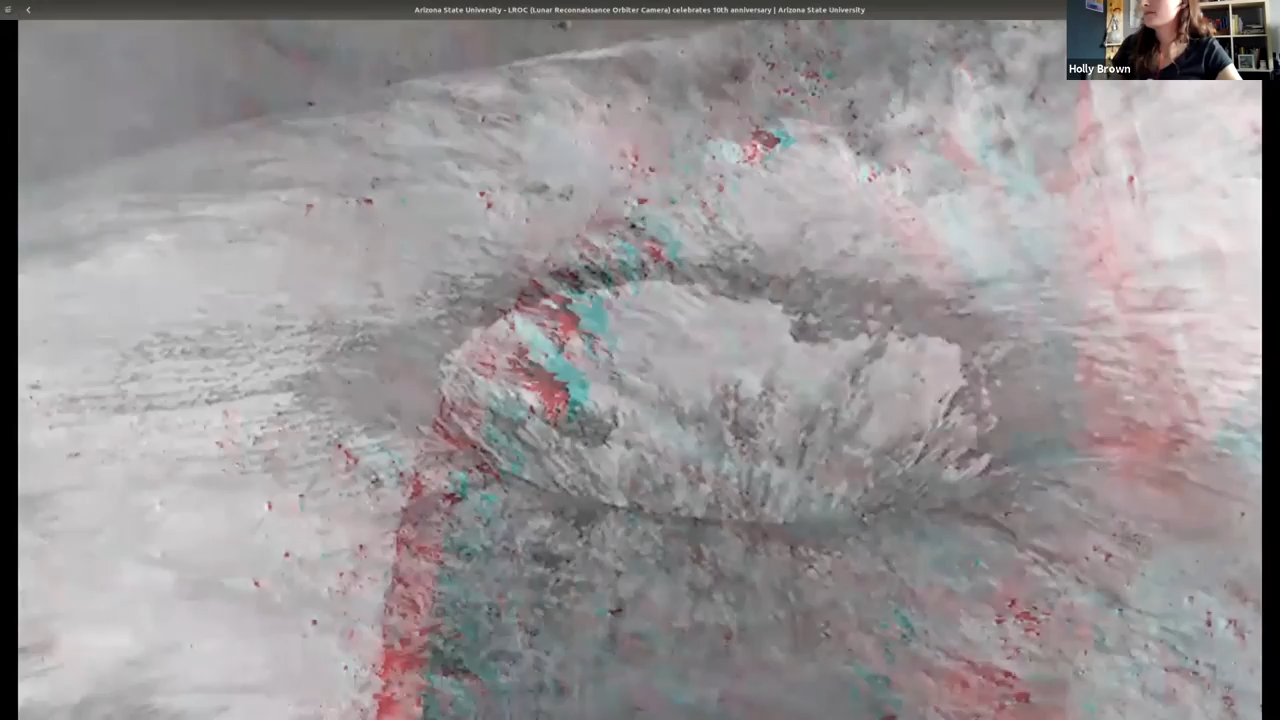 Arizona State University - LROC (Lunar Reconnaissance Orbiter Camera) celebrates 10th anniversary | Arizona State University
Holly Brown